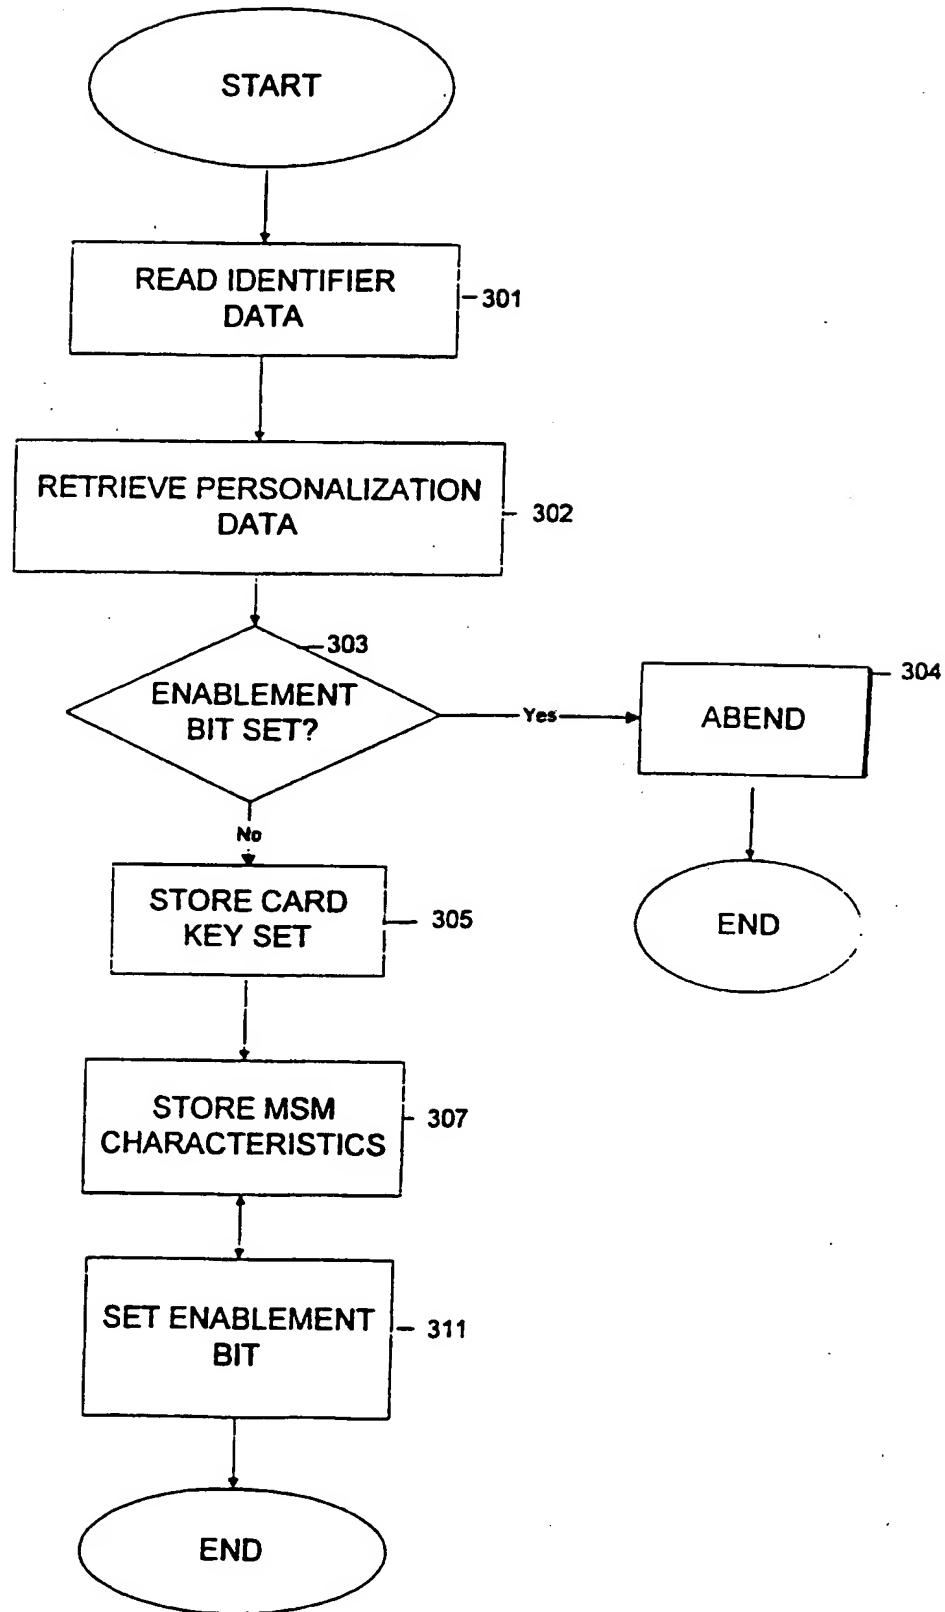 START
READ IDENTIFIER
DATA
301
RETRIEVE PERSONALIZATION
DATA
302
303
ENABLEMENT
BIT SET?
Yes
304
ABEND
END
No
STORE CARD
KEY SET
305
STORE MSM
CHARACTERISTICS
307
SET ENABLEMENT
BIT
311
END